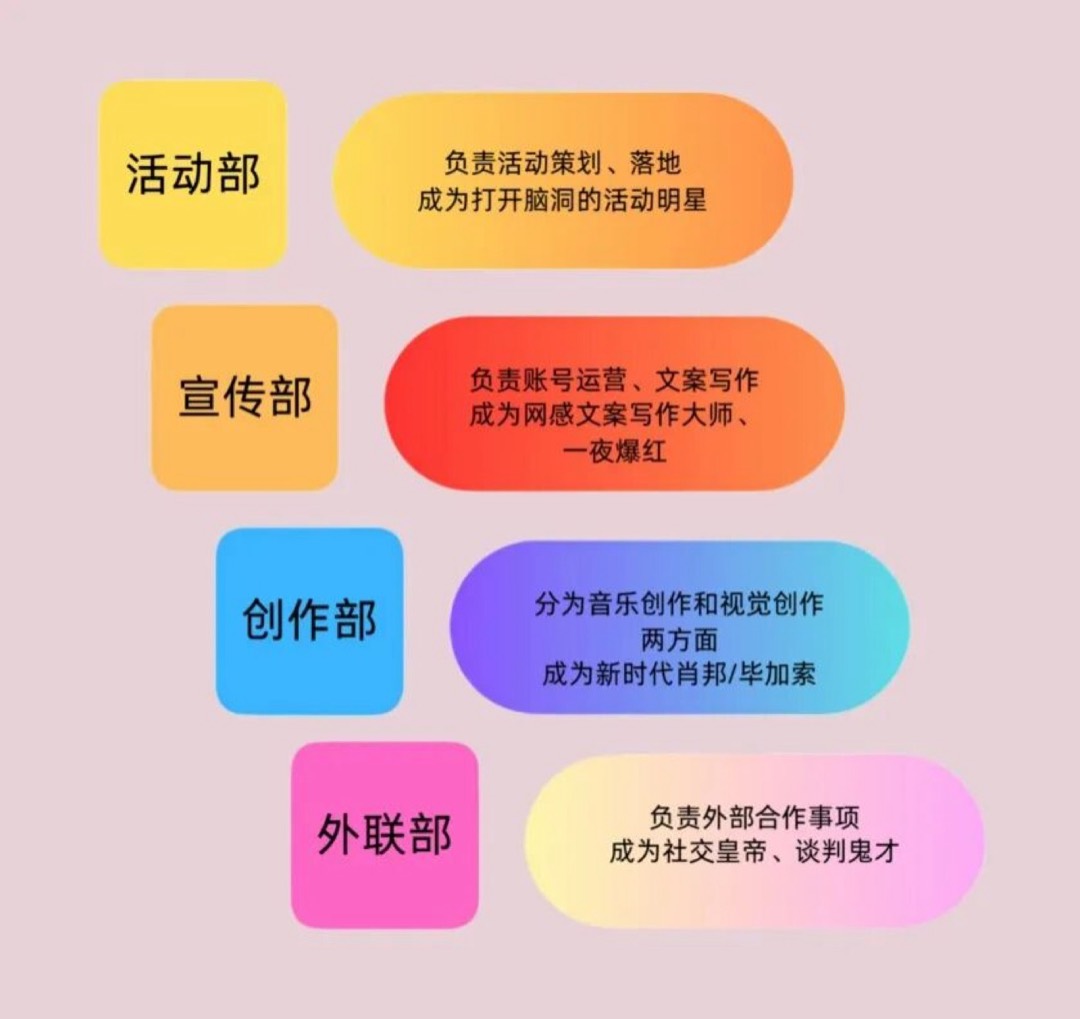 活动部
负责活动策划、落地
成为打开脑洞的活动明星
宣传部
负责账号运营、文案写作
成为网感文案写作大师、
一夜爆红
创作部
分为音乐创作和视觉创作
两方面
成为新时代肖邦/毕加索
外联部
负责外部合作事项
成为社交皇帝、谈判鬼才